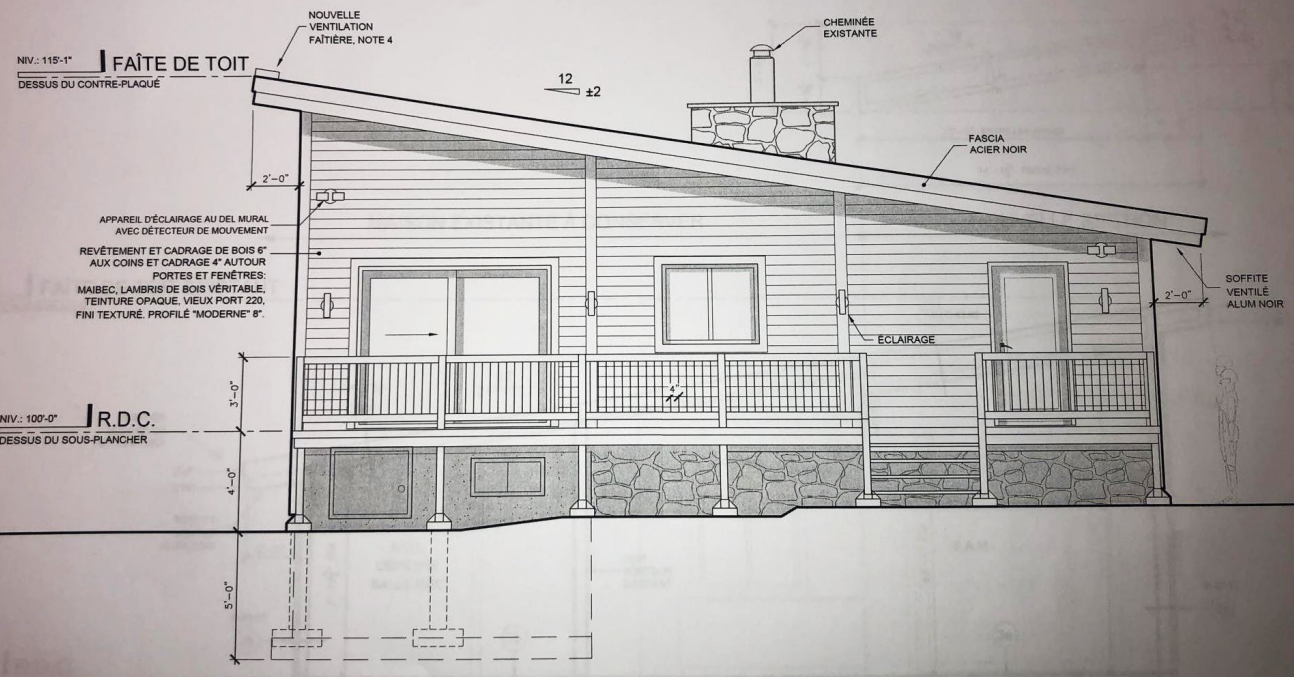 NOUVELLE
VENTILATION
FAÎTIÈRE, NOTE 4
CHEMINÉE
EXISTANTE
NIV.: 115'-1"
FAÎTE DE TOIT
DESSUS DU CONTRE-PLAQUÉ
12
±2
FASCIA
ACIER NOIR
2'-0"
APPAREIL D'ÉCLAIRAGE AU DEL MURAL
AVEC DÉTECTEUR DE MOUVEMENT
REVÊTEMENT ET CADRAGE DE BOIS 6"
AUX COINS ET CADRAGE 4" AUTOUR
PORTES ET FENÊTRES:
MAIBEC, LAMBRIS DE BOIS VÉRITABLE,
TEINTURE OPAQUE, VIEUX PORT 220,
FINI TEXTURÉ. PROFILÉ "MODERNE" 8".
SOFFITE
VENTILÉ
ALUM NOIR
2'-0"
ÉCLAIRAGE
4"
3'-0"
NIV.: 100'-0"
R.D.C.
DESSUS DU SOUS-PLANCHER
4'-0"
5'-0"